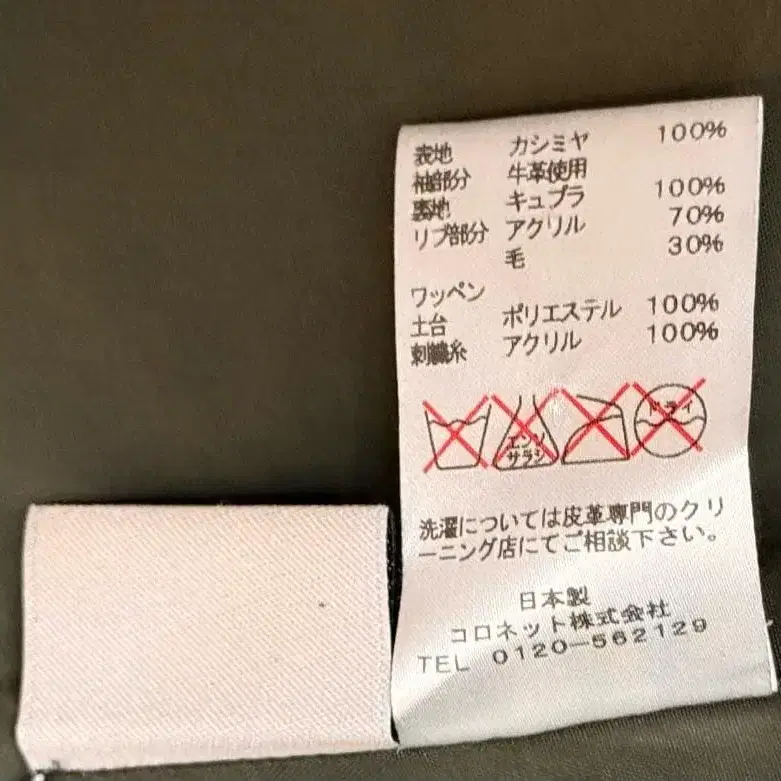 表地 カシミヤ 100%
袖部分 牛革使用
裏地 キュプラ 100%
リブ部分 アクリル 70%
毛 30%
ワッペン
土台 ポリエステル 100%
刺繍糸 アクリル 100%
エンソ
サラシ
ドライ
洗濯については皮革専門のクリ
ーニング店にてご相談下さい。
日本製
コロネット株式会社
TEL 0120-562129